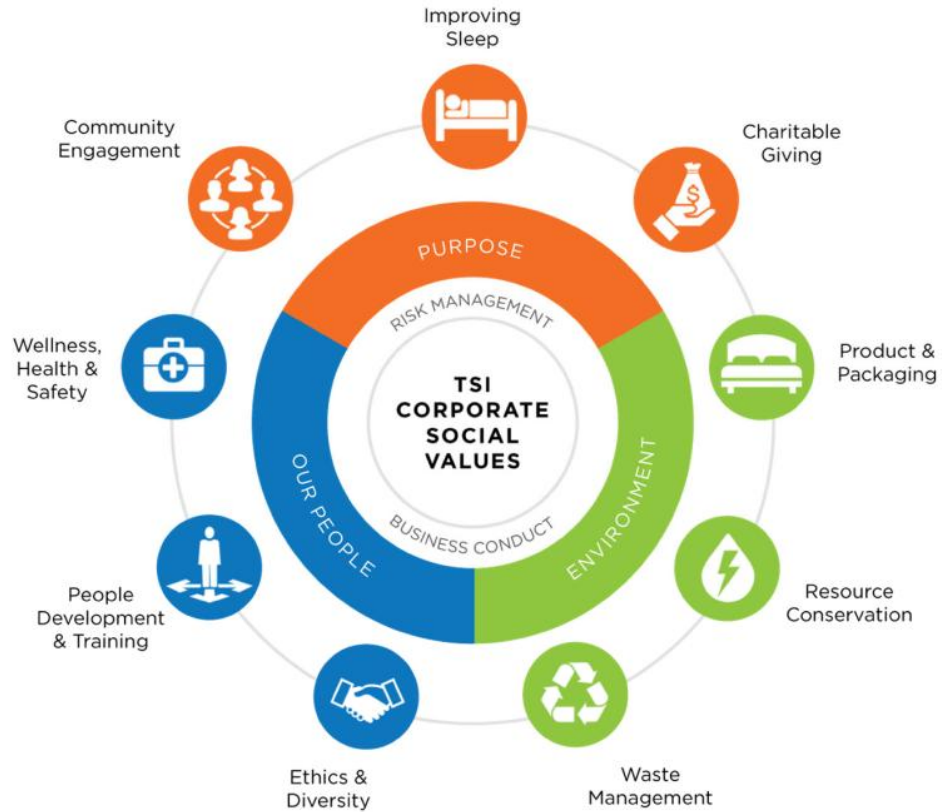 Improving
Sleep
Charitable
Giving
Product &
Packaging
Resource
Conservation
Waste
Management
Ethics &
Diversity
People
Development
& Training
Wellness,
Health &
Safety
Community
Engagement
PURPOSE
ENVIRONMENT
OUR PEOPLE
RISK MANAGEMENT
TSI
CORPORATE
SOCIAL
VALUES
BUSINESS CONDUCT
$